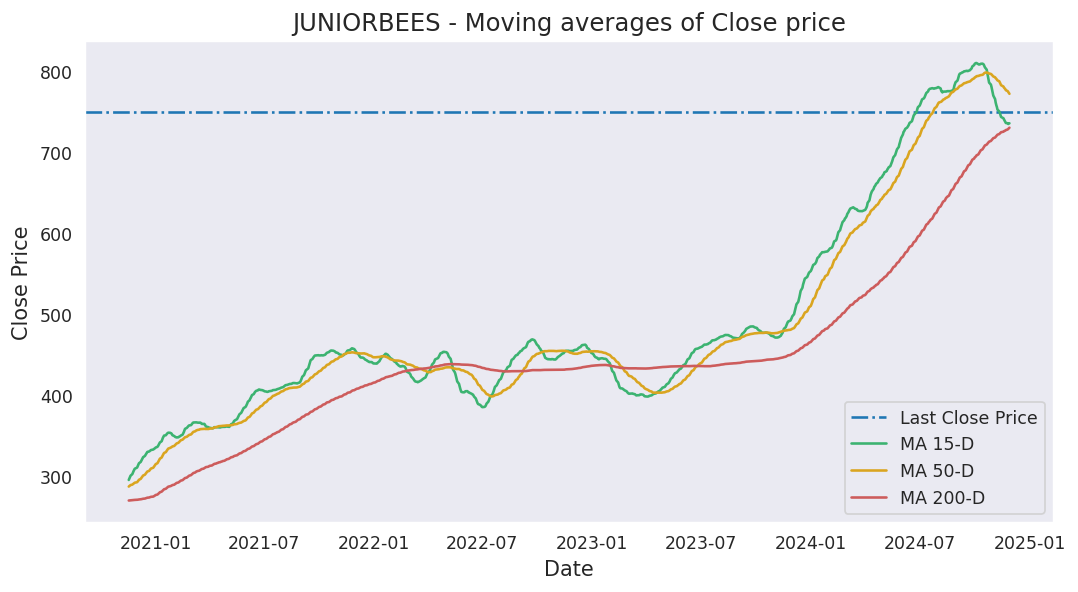 JUNIORBEES - Moving averages of Close price
Close Price
800
700
600
500
400
300
Last Close Price
MA 15-D
MA 50-D
MA 200-D
2021-01 2021-07 2022-01 2022-07 2023-01 2023-07 2024-01 2024-07 2025-01
Date